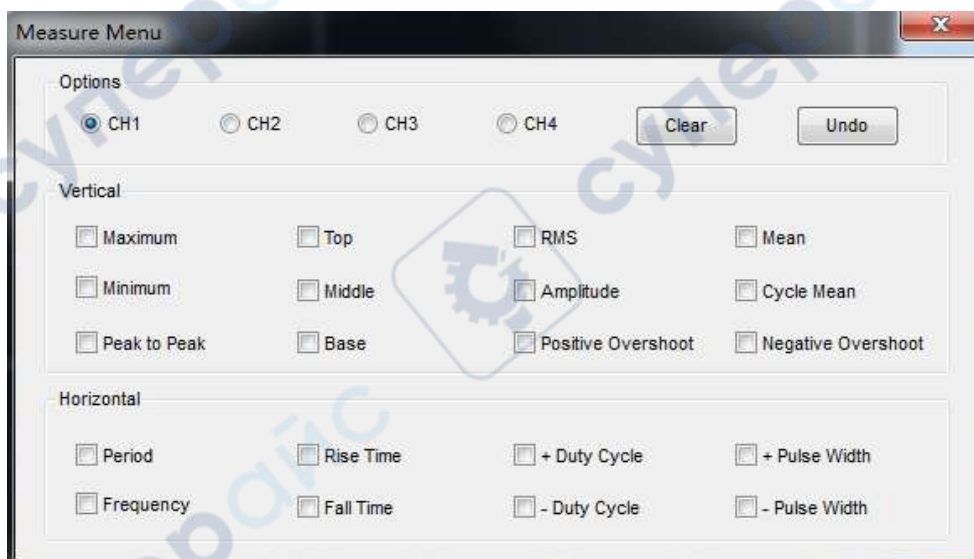 Measure Menu
Options
CH1 CH2 CH3 CH4 Clear Undo
Vertical
Maximum Top RMS Mean
Minimum Middle Amplitude Cycle Mean
Peak to Peak Base Positive Overshoot Negative Overshoot
Horizontal
Period Rise Time + Duty Cycle + Pulse Width
Frequency Fall Time - Duty Cycle - Pulse Width